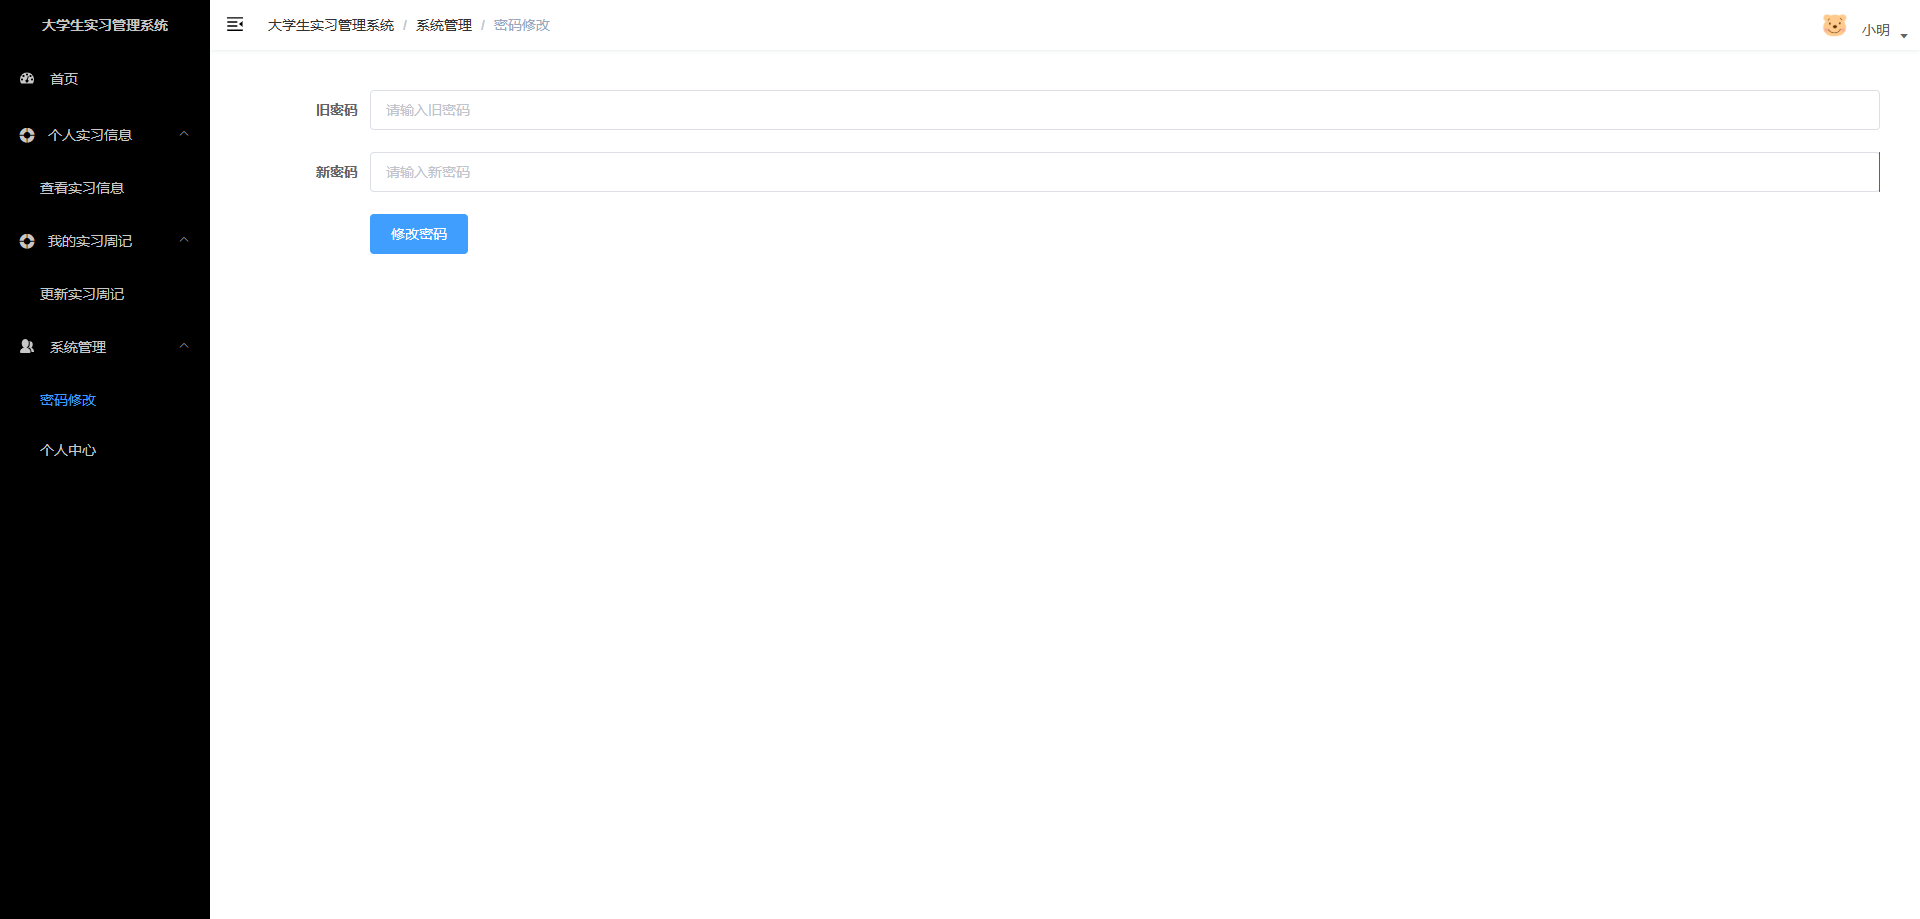 大学生实习管理系统
首页
个人实习信息
查看实习信息
我的实习周记
更新实习周记
系统管理
密码修改
个人中心
大学生实习管理系统 / 系统管理 / 密码修改
小明
旧密码 请输入旧密码
新密码 请输入新密码
修改密码